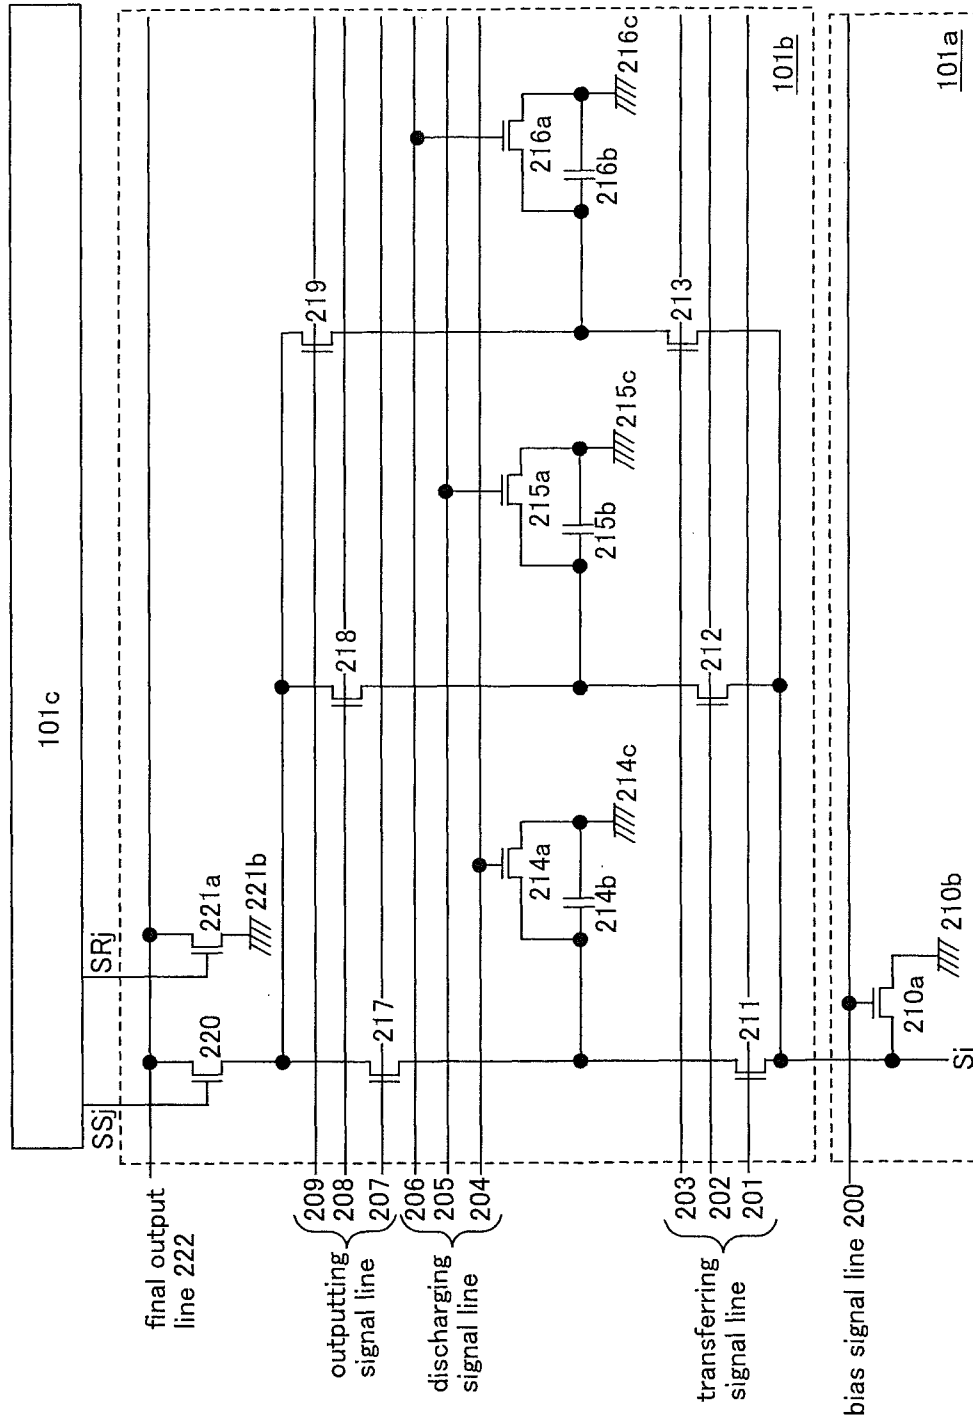 101c
SSj
SRj
final output
line 222
220
221a
221b
209
208
207
outputting
signal line
217
218
219
206
205
204
discharging
signal line
214a
214b
214c
215a
215b
215c
216a
216b
216c
203
202
201
transferring
signal line
211
212
213
101b
bias signal line 200
210a
210b
101a